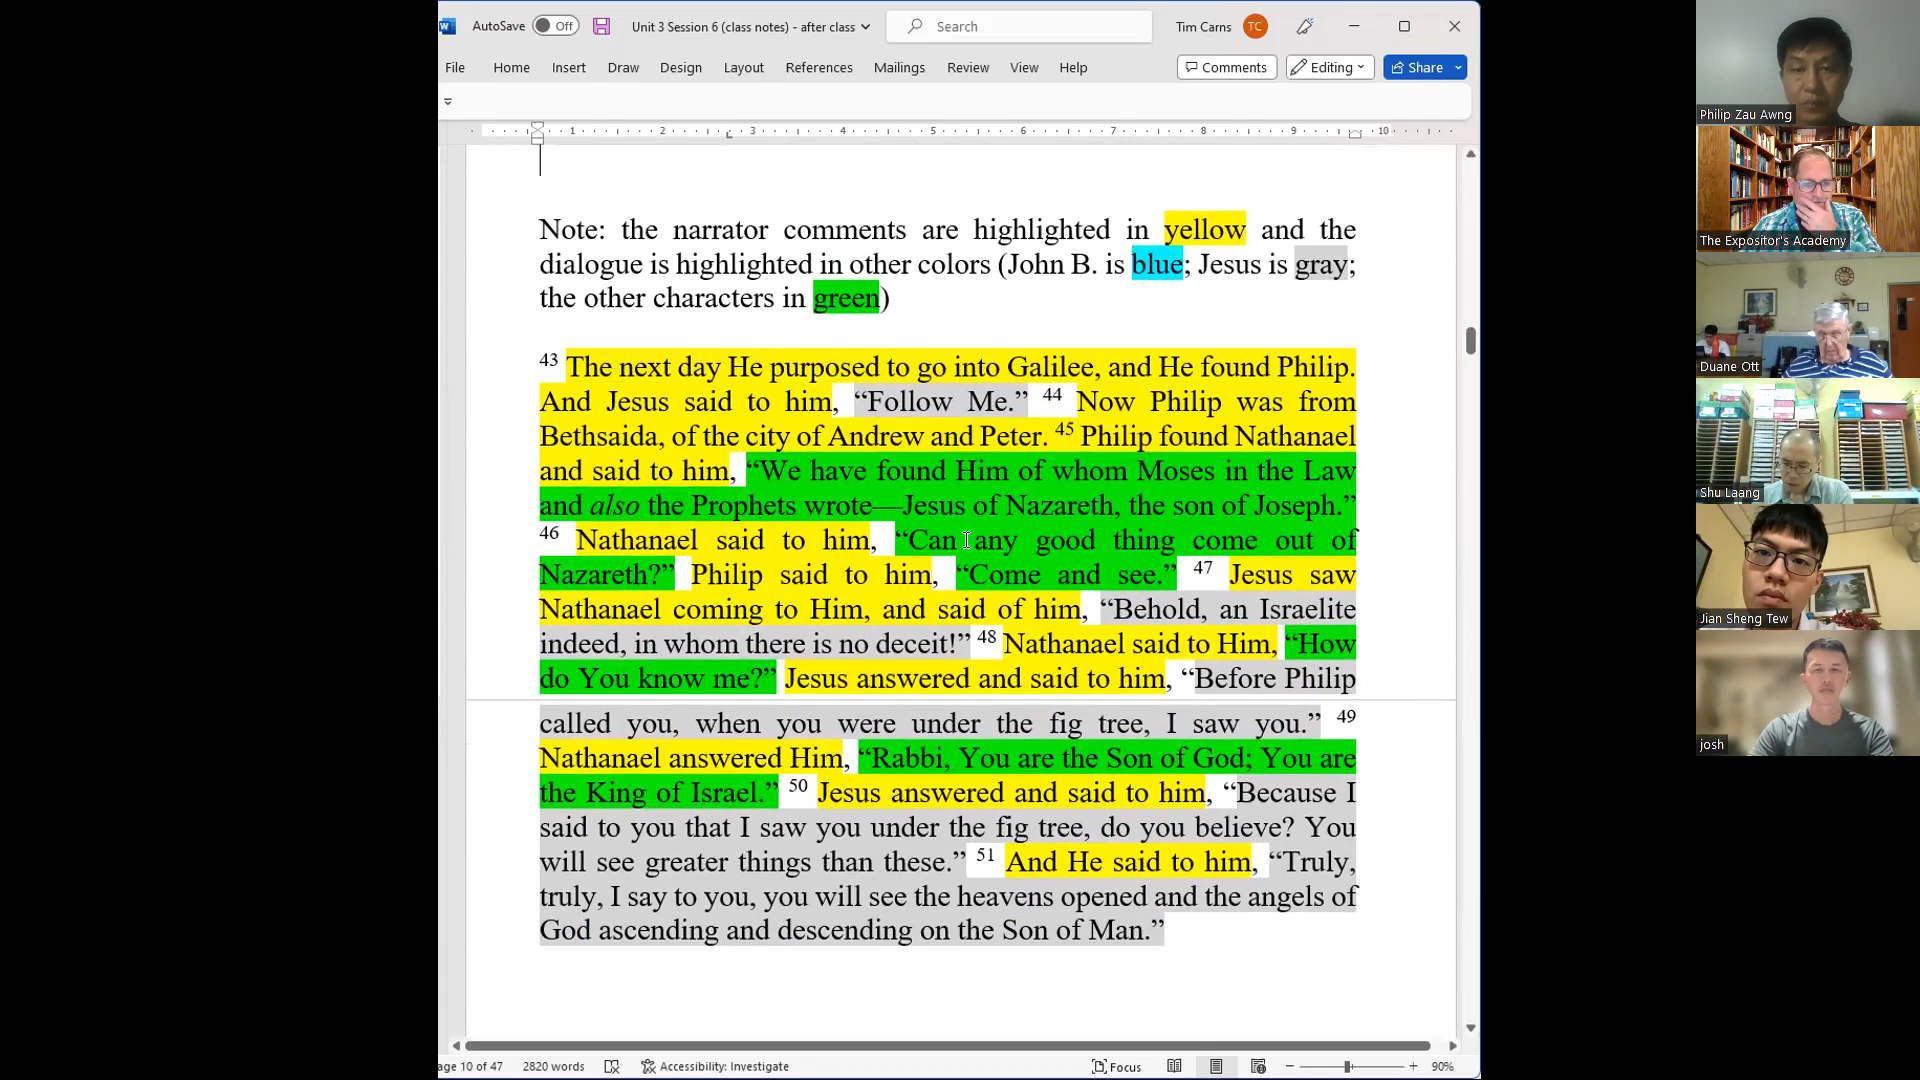 AutoSave Off Unit 3 Session 6 (class notes) - after class Search Tim Carns TC
File Home Insert Draw Design Layout References Mailings Review View Help Comments Editing Share
1 2 3 4 5 6 7 8 9 10
Note: the narrator comments are highlighted in yellow and the
dialogue is highlighted in other colors (John B. is blue; Jesus is gray;
the other characters in green)
43 The next day He purposed to go into Galilee, and He found Philip.
And Jesus said to him, “Follow Me.” 44 Now Philip was from
Bethsaida, of the city of Andrew and Peter. 45 Philip found Nathanael
and said to him, “We have found Him of whom Moses in the Law
and also the Prophets wrote—Jesus of Nazareth, the son of Joseph.”
46 Nathanael said to him, “Can any good thing come out of
Nazareth?” Philip said to him, “Come and see.” 47 Jesus saw
Nathanael coming to Him, and said of him, “Behold, an Israelite
indeed, in whom there is no deceit!” 48 Nathanael said to Him, “How
do You know me?” Jesus answered and said to him, “Before Philip
called you, when you were under the fig tree, I saw you.” 49
Nathanael answered Him, “Rabbi, You are the Son of God; You are
the King of Israel.” 50 Jesus answered and said to him, “Because I
said to you that I saw you under the fig tree, do you believe? You
will see greater things than these.” 51 And He said to him, “Truly,
truly, I say to you, you will see the heavens opened and the angels of
God ascending and descending on the Son of Man.”
age 10 of 47 2820 words Accessibility: Investigate Focus 90%
Philip Zau Awng
The Expositor's Academy
Duane Ott
Shu Laang
Jian Sheng Tew
josh